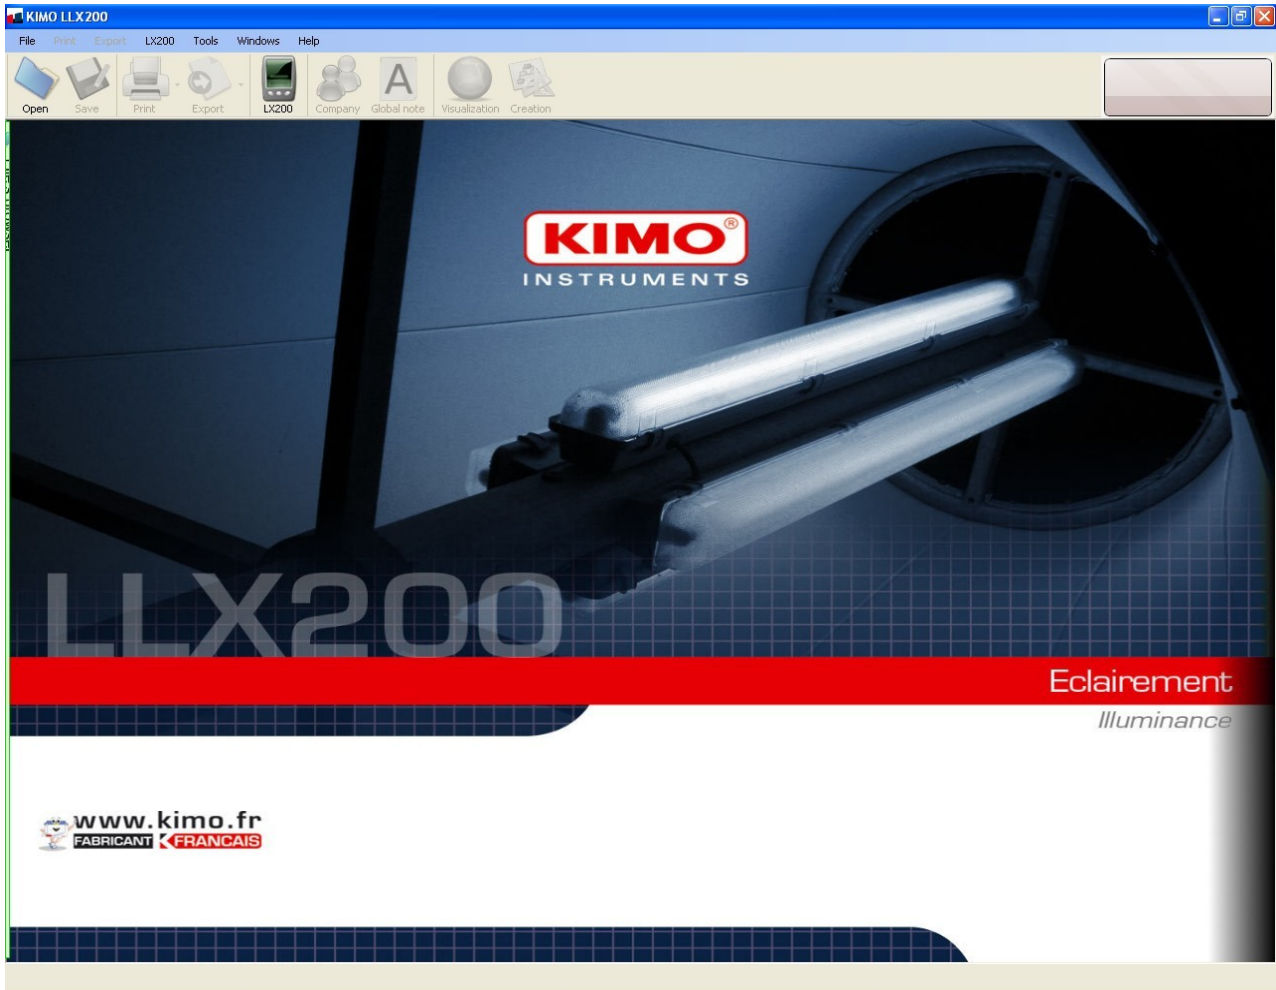 KIMO LLX200
File Print Export LX200 Tools Windows Help
Open Save Print Export LX200 Company Global note Visualization Creation
KIMO®
INSTRUMENTS
LLX200
Eclairement
Illuminance
www.kimo.fr
FABRICANT FRANCAIS